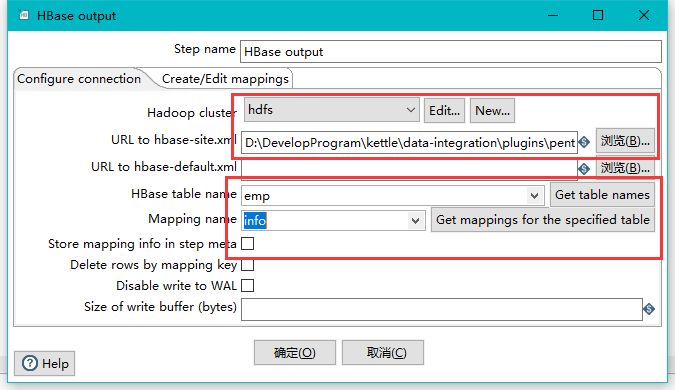 HBase output
Step name HBase output
Configure connection Create/Edit mappings
Hadoop cluster hdfs Edit... New...
URL to hbase-site.xml D:\DevelopProgram\kettle\data-integration\plugins\pent 浏览(B)...
URL to hbase-default.xml 浏览(B)...
HBase table name emp Get table names
Mapping name info Get mappings for the specified table
Store mapping info in step meta
Delete rows by mapping key
Disable write to WAL
Size of write buffer (bytes)
Help 确定(O) 取消(C)